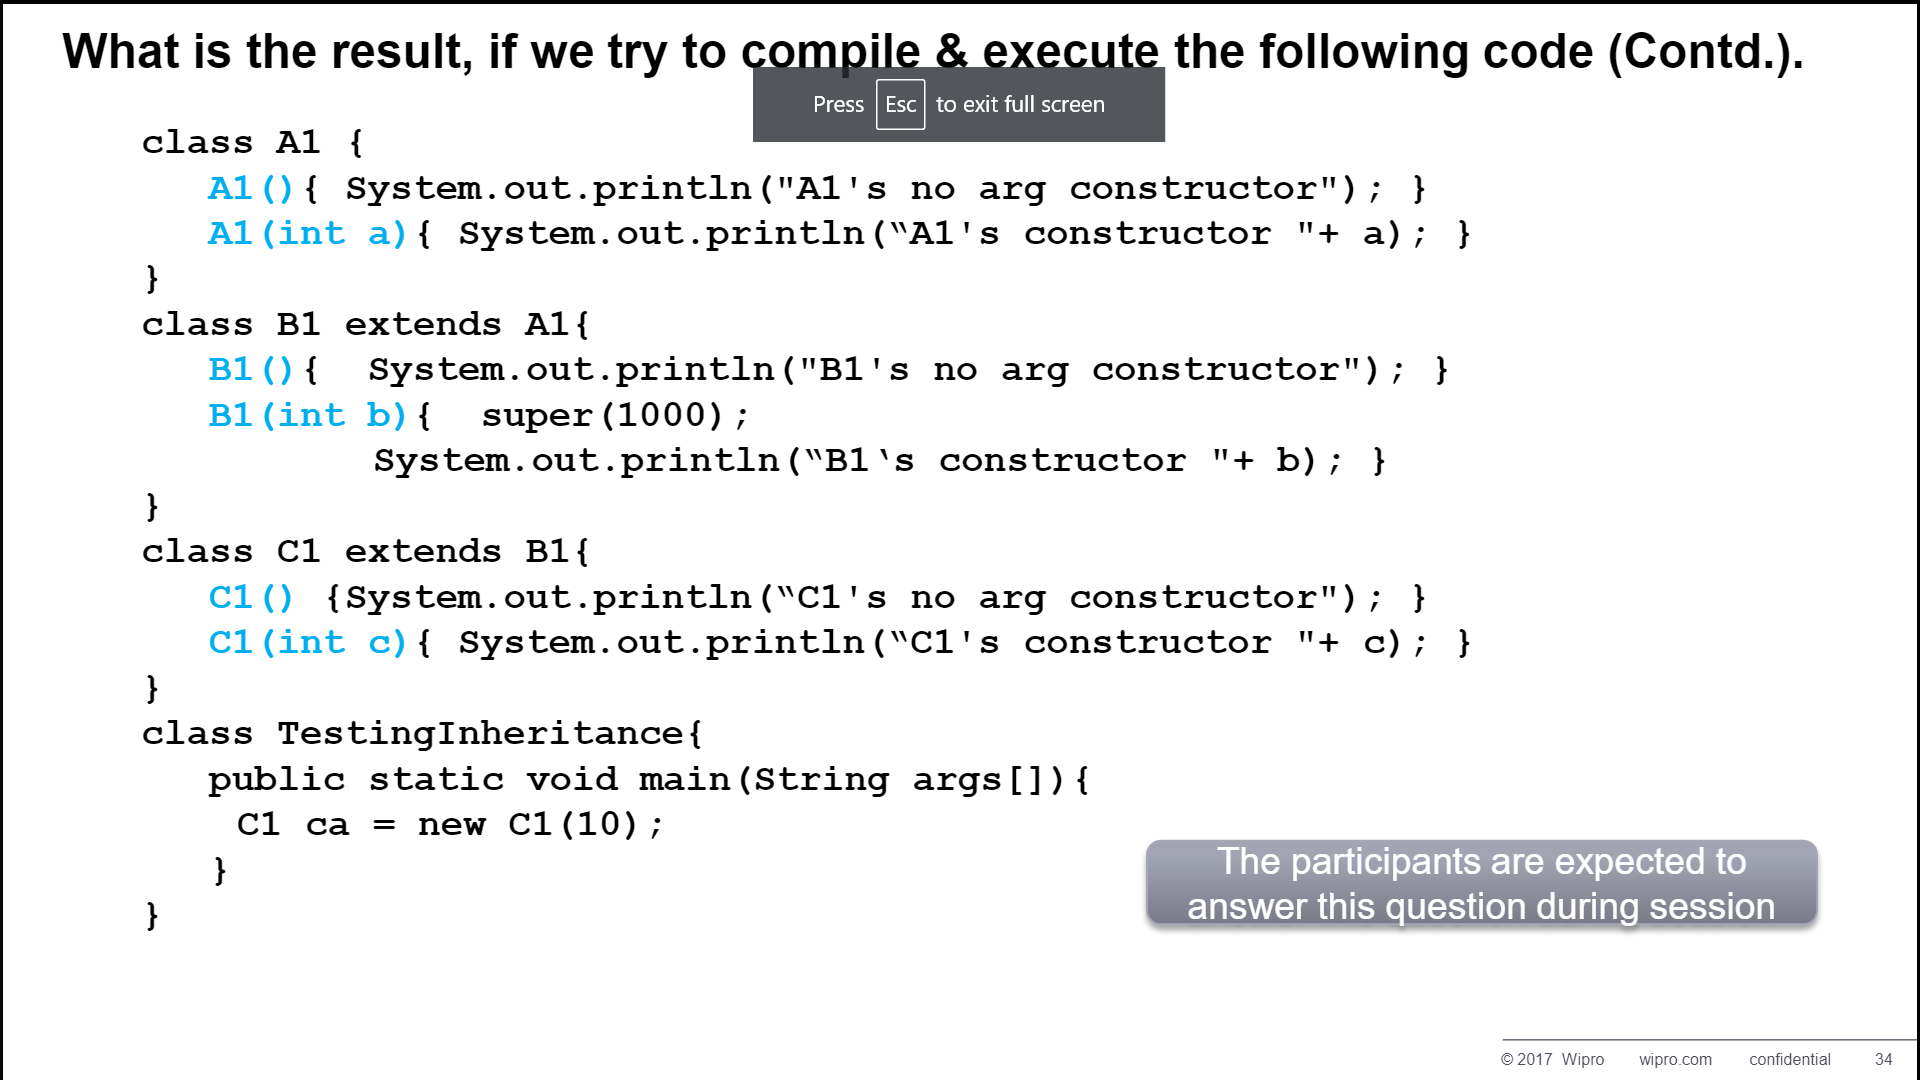 What is the result, if we try to compile & execute the following code (Contd.).
Press Esc to exit full screen
class A1 {
A1(){ System.out.println("A1's no arg constructor"); }
A1(int a){ System.out.println(“A1's constructor "+ a); }
}
class B1 extends A1{
B1(){ System.out.println("B1's no arg constructor"); }
B1(int b){ super(1000);
System.out.println(“B1‘s constructor "+ b); }
}
class C1 extends B1{
C1() {System.out.println(“C1's no arg constructor"); }
C1(int c){ System.out.println(“C1's constructor "+ c); }
}
class TestingInheritance{
public static void main(String args[]){
C1 ca = new C1(10);
}
}
The participants are expected to
answer this question during session
© 2017 Wipro wipro.com confidential 34